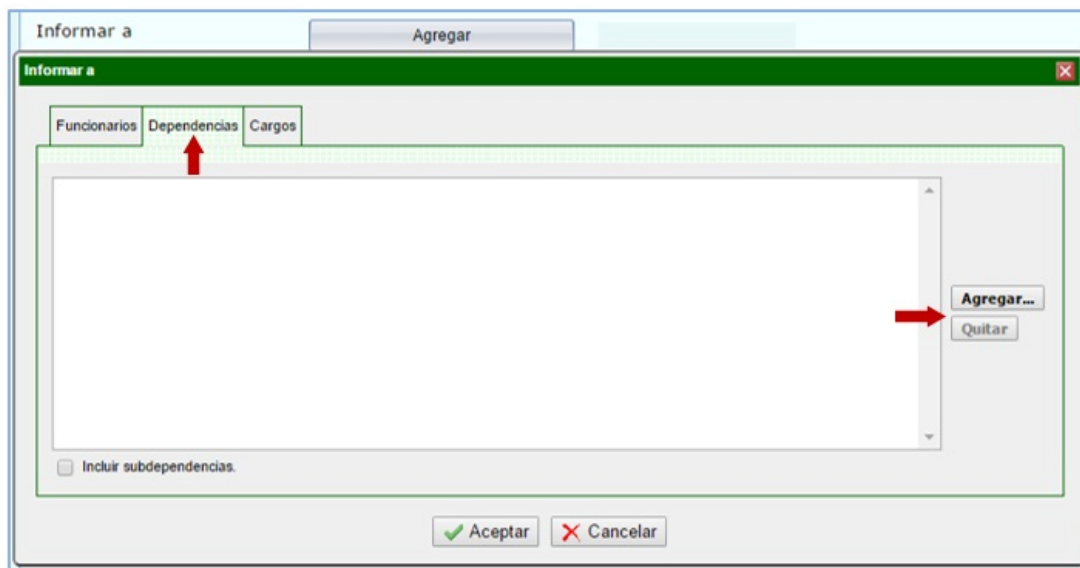 Informar a
Agregar
Informar a
Funcionarios Dependencias Cargos
Agregar...
Quitar
Incluir subdependencias.
Aceptar Cancelar